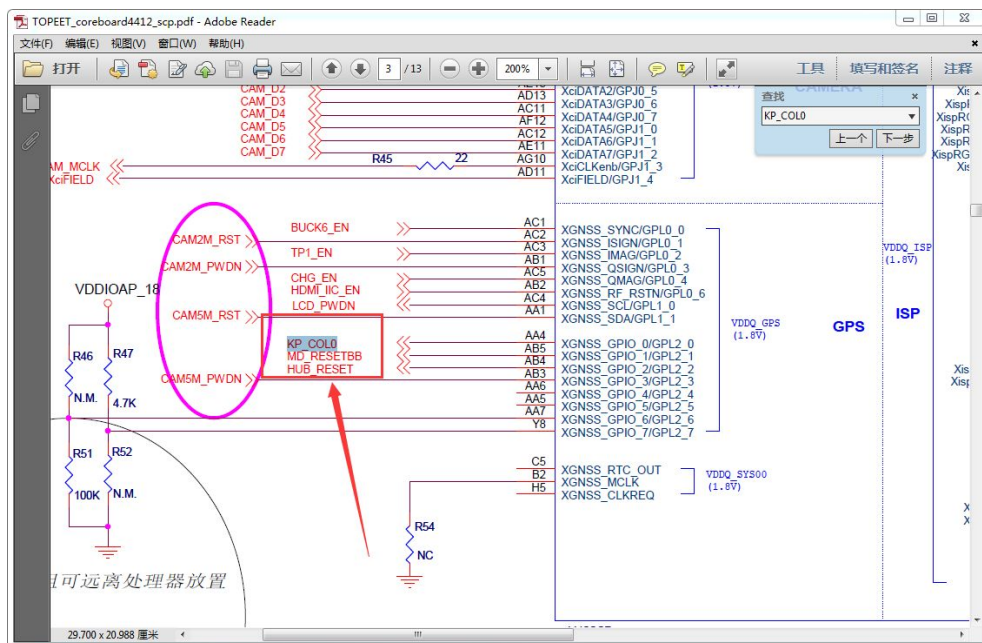 TOPEET_coreboard4412_scp.pdf - Adobe Reader
文件(F) 编辑(E) 视图(V) 窗口(W) 帮助(H)
打开 3 /13 200% 工具 填写和签名 注释
查找
KP_COL0
上一个 下一步
CAMERA
CAM_D2
CAM_D3
CAM_D4
CAM_D5
CAM_D6
CAM_D7
AD13
AC11
AF12
AC12
AE11
AG10
AD11
XciDATA2/GPJ0_5
XciDATA3/GPJ0_6
XciDATA4/GPJ0_7
XciDATA5/GPJ1_0
XciDATA6/GPJ1_1
XciDATA7/GPJ1_2
XciCLKenb/GPJ1_3
XciFIELD/GPJ1_4
R45 22
AM_MCLK
XciFIELD
XispR
XispR
XispRG
CAM2M_RST
CAM2M_PWDN
CAM5M_RST
CAM5M_PWDN
BUCK6_EN
TP1_EN
CHG_EN
HDMI_IIC_EN
LCD_PWDN
KP_COL0
MD_RESETBB
HUB_RESET
AC1
AC2
AC3
AB1
AC5
AB2
AC4
AA1
AA4
AB5
AB4
AB3
AA6
AA5
AA7
Y8
XGNSS_SYNC/GPL0_0
XGNSS_ISIGN/GPL0_1
XGNSS_IMAG/GPL0_2
XGNSS_QSIGN/GPL0_3
XGNSS_QMAG/GPL0_4
XGNSS_RF_RSTN/GPL0_6
XGNSS_SCL/GPL1_0
XGNSS_SDA/GPL1_1
XGNSS_GPIO_0/GPL2_0
XGNSS_GPIO_1/GPL2_1
XGNSS_GPIO_2/GPL2_2
XGNSS_GPIO_3/GPL2_3
XGNSS_GPIO_4/GPL2_4
XGNSS_GPIO_5/GPL2_5
XGNSS_GPIO_6/GPL2_6
XGNSS_GPIO_7/GPL2_7
VDDQ_GPS
(1.8V)
GPS
VDDQ_ISP
(1.8V)
ISP
VDDIOAP_18
R46 R47
N.M. 4.7K
R51 R52
100K N.M.
C5
B2
H5
XGNSS_RTC_OUT
XGNSS_MCLK
XGNSS_CLKREQ
VDDQ_SYS00
(1.8V)
R54
NC
可远离处理器放置
29.700 x 20.988 厘米